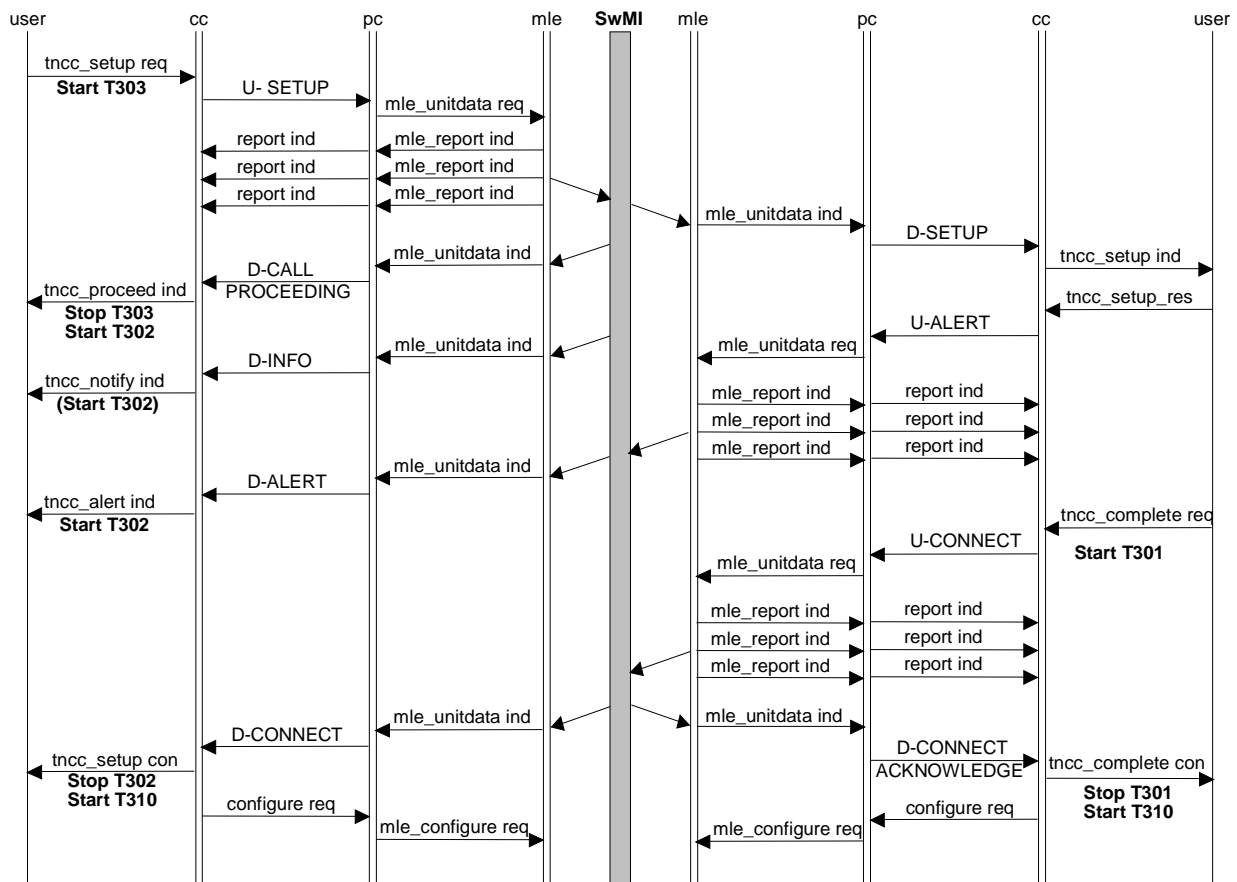 user cc pc mle SwMI mle pc cc user
tncc_setup req
Start T303
U- SETUP
mle_unitdata req
report ind mle_report ind
report ind mle_report ind
report ind mle_report ind
mle_unitdata ind
D-SETUP
mle_unitdata ind
tncc_setup ind
D-CALL
PROCEEDING
tncc_proceed ind
Stop T303
Start T302
tncc_setup_res
U-ALERT
mle_unitdata ind
mle_unitdata req
D-INFO
tncc_notify ind
(Start T302)
mle_report ind report ind
mle_report ind report ind
mle_report ind report ind
mle_unitdata ind
D-ALERT
tncc_alert ind
Start T302
tncc_complete req
Start T301
U-CONNECT
mle_unitdata req
mle_report ind report ind
mle_report ind report ind
mle_report ind report ind
mle_unitdata ind
mle_unitdata ind
D-CONNECT
D-CONNECT
ACKNOWLEDGE
tncc_setup con
Stop T302
Start T310
tncc_complete con
Stop T301
Start T310
configure req
configure req
mle_configure req
mle_configure req